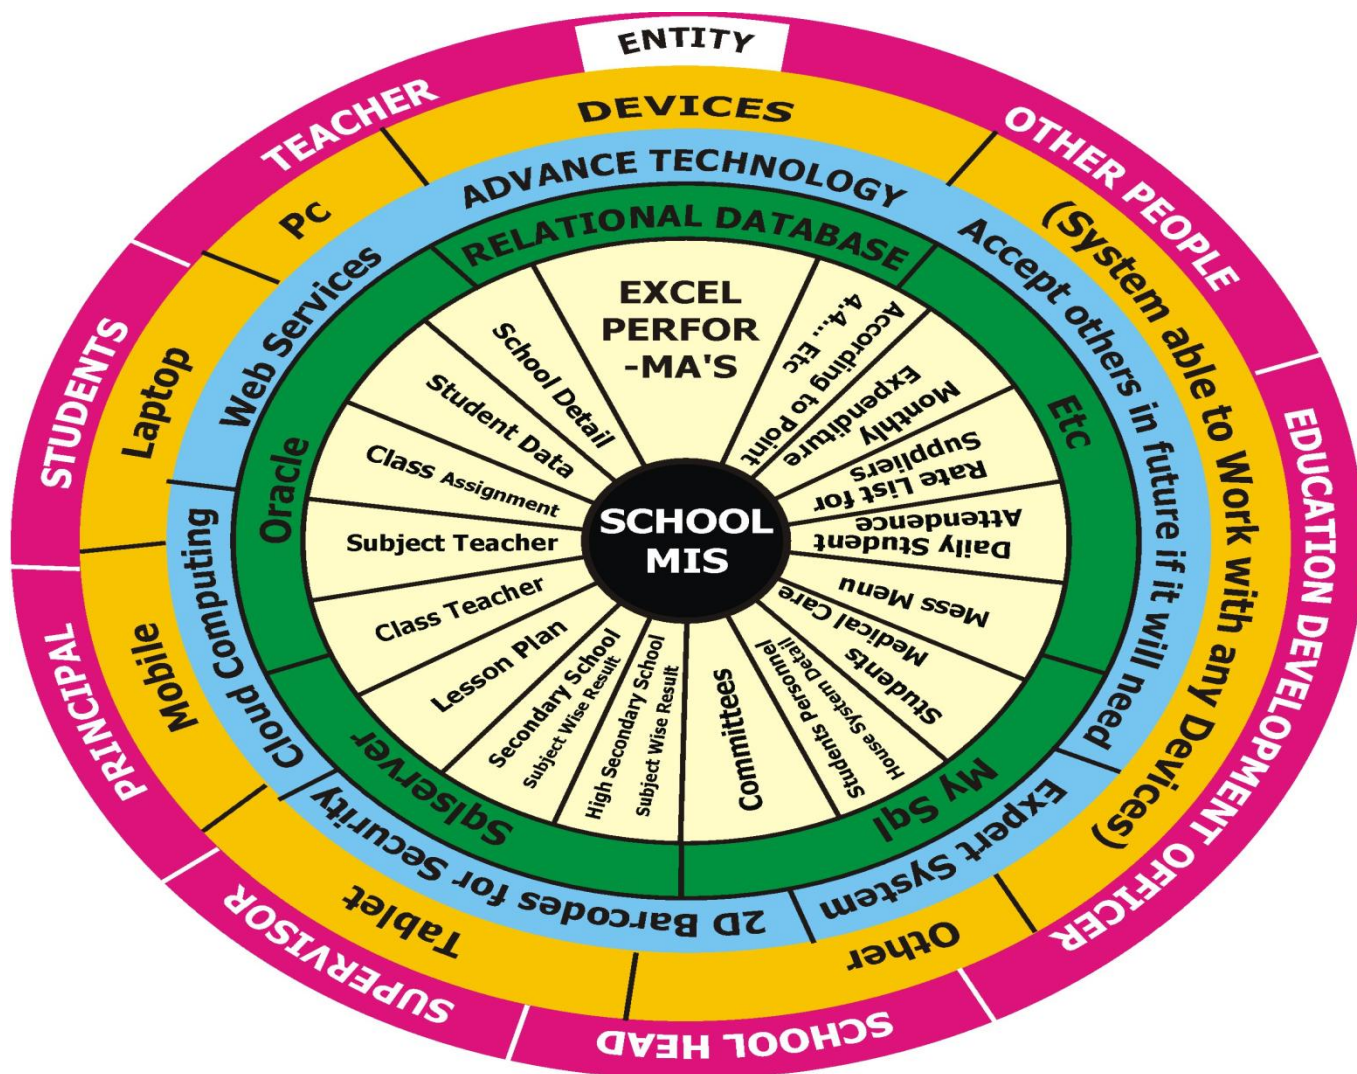 ENTITY
TEACHER
STUDENTS
PRINCIPAL
SUPERVISOR
SCHOOL HEAD
EDUCATION DEVELOPMENT OFFICER
OTHER PEOPLE
DEVICES
Pc
Laptop
Mobile
Tablet
Other
(System able to Work with any Devices)
ADVANCE TECHNOLOGY
Web Services
Cloud Computing
2D Barcodes for Security
Expert System
Accept others in future if it will need
RELATIONAL DATABASE
Oracle
Sqlserver
My Sql
Etc
EXCEL
PERFOR
-MA'S
School Detail
Student Data
Class Assignment
Subject Teacher
Class Teacher
Lesson Plan
Secondary School
Subject Wise Result
High Secondary School
Subject Wise Result
Committees
Students Personnel
House System Detail
Students
Medical Care
Mess Menu
Daily Student
Attendence
Rate List for
Suppliers
Monthly
Expenditure
According to Point
4.4... Etc
SCHOOL
MIS